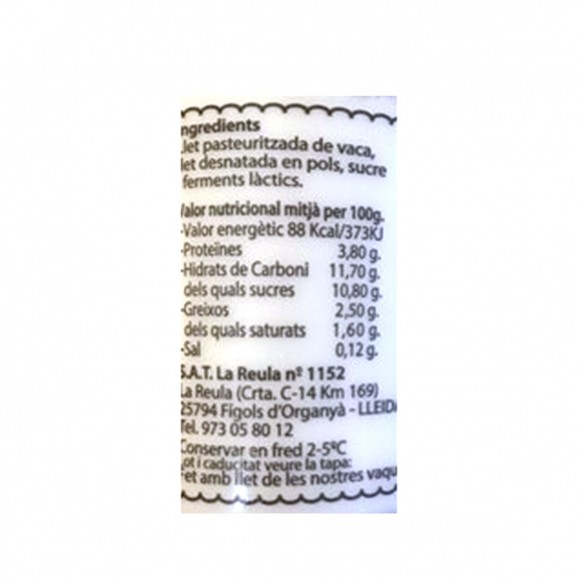 ngredients
let pasteuritzada de vaca,
let desnatada en pols, sucre
ferments làctics.
Valor nutricional mitjà per 100g.
-Valor energètic 88 Kcal/373KJ
-Proteïnes 3,80 g.
-Hidrats de Carboni 11,70 g.
dels quals sucres 10,80 g.
-Greixos 2,50 g.
dels quals saturats 1,60 g.
-Sal 0,12 g.
S.A.T. La Reula nº 1152
La Reula (Crta. C-14 Km 169)
25794 Fígols d'Organyà - LLEID
Tel. 973 05 80 12
Conservar en fred 2-5ºC
ot i caducitat veure la tapa:
et amb llet de les nostres vaqu